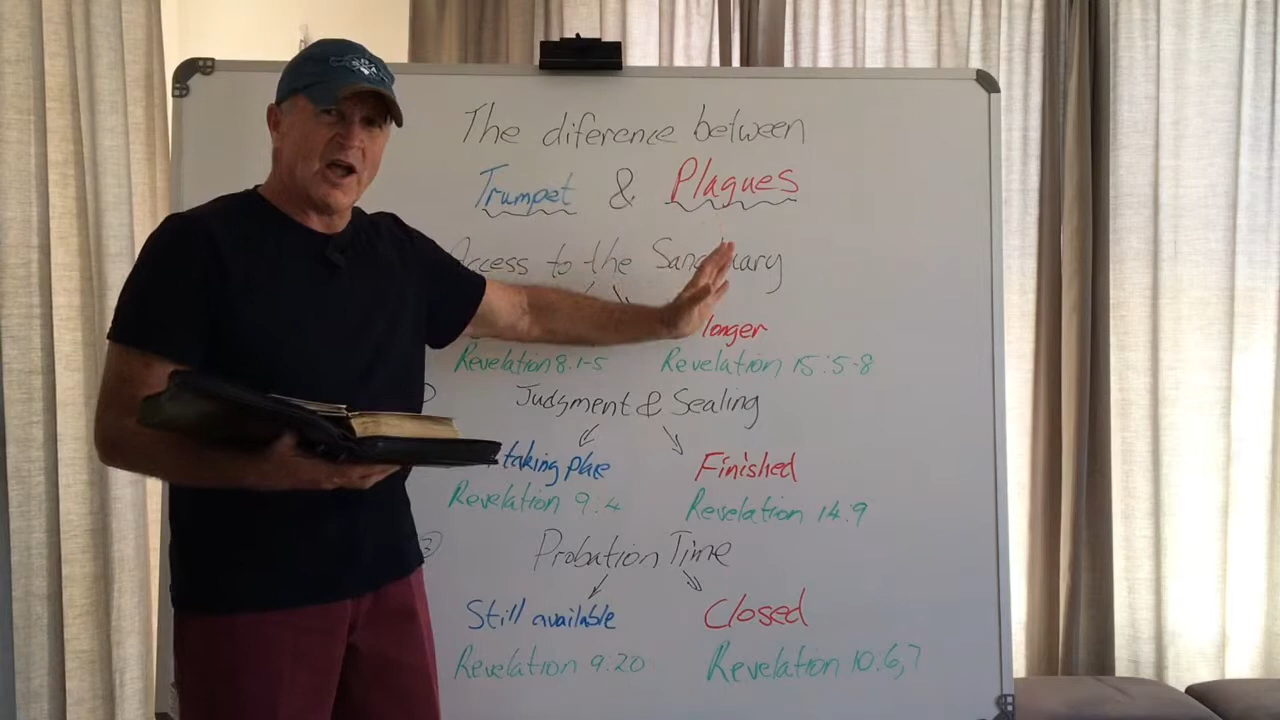 The diference between
Trumpet & Plagues
Access to the Sanctuary
longer
Revelation 8:1-5 Revelation 15:5-8
Judgment & Sealing
taking place Finished
Revelation 9:4 Revelation 14:9
3 Probation Time
Still available Closed
Revelation 9:20 Revelation 10:6,7